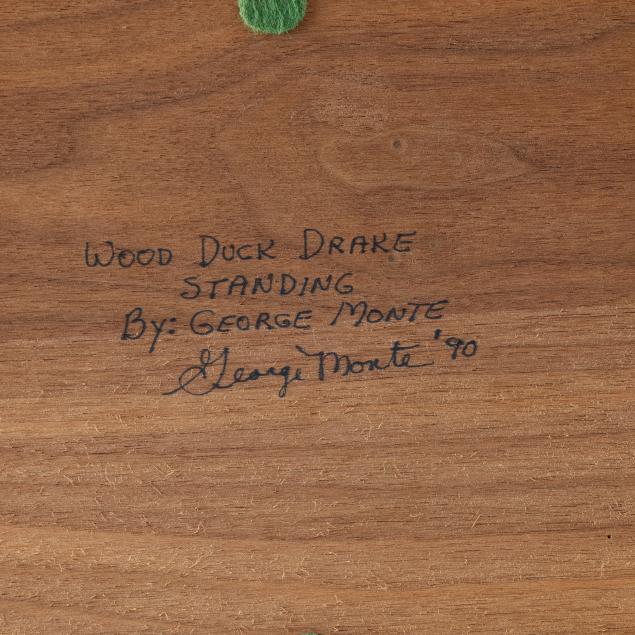 WOOD DUCK DRAKE
STANDING
By: GEORGE MONTE
George Monte '90